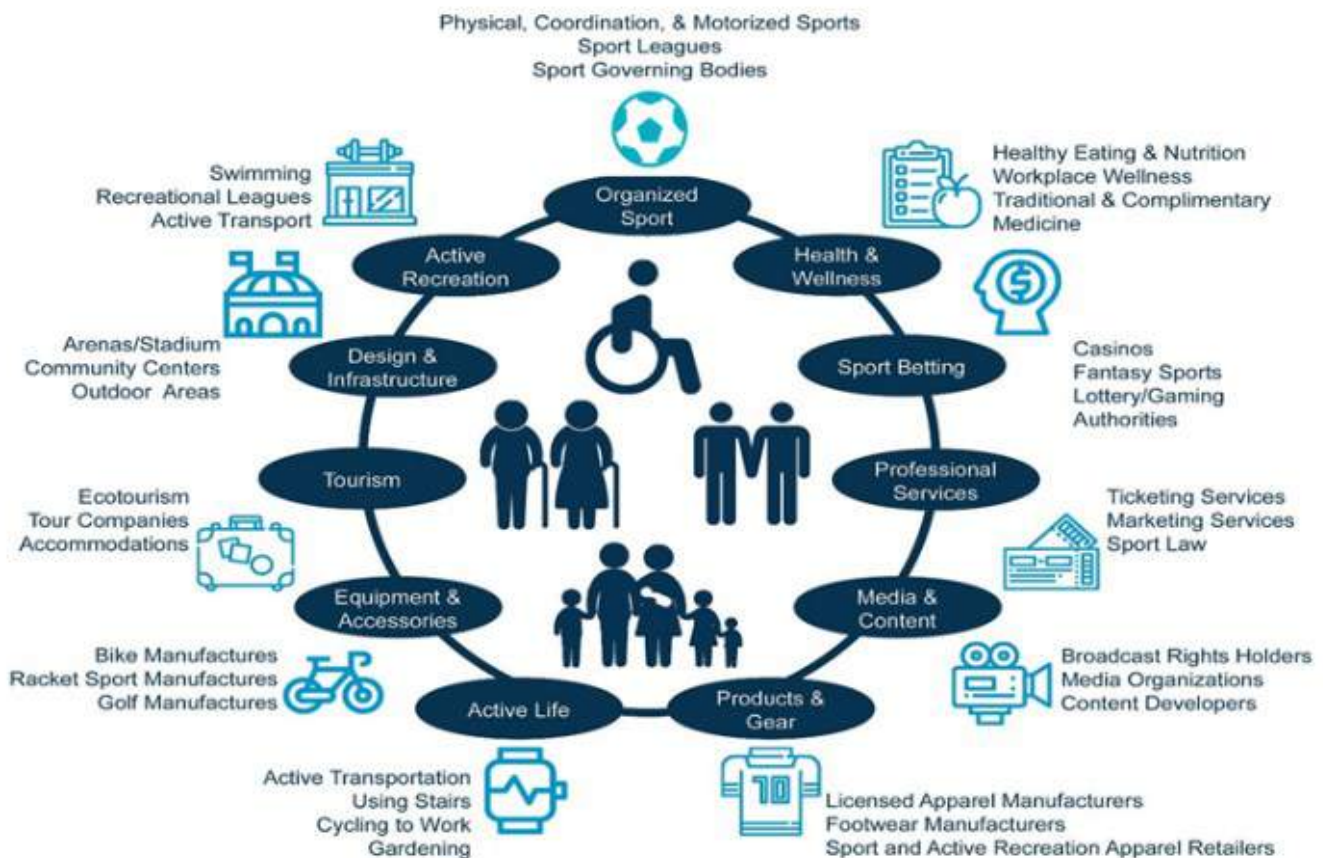 Physical, Coordination, & Motorized Sports
Sport Leagues
Sport Governing Bodies
Organized
Sport
Healthy Eating & Nutrition
Workplace Wellness
Traditional & Complimentary
Medicine
Health &
Wellness
Casinos
Fantasy Sports
Lottery/Gaming
Authorities
Sport Betting
Professional
Services
Ticketing Services
Marketing Services
Sport Law
Media &
Content
Broadcast Rights Holders
Media Organizations
Content Developers
Products &
Gear
10
Licensed Apparel Manufacturers
Footwear Manufacturers
Sport and Active Recreation Apparel Retailers
Active Life
Active Transportation
Using Stairs
Cycling to Work
Gardening
Equipment &
Accessories
Bike Manufactures
Racket Sport Manufactures
Golf Manufactures
Tourism
Ecotourism
Tour Companies
Accommodations
Design &
Infrastructure
Arenas/Stadium
Community Centers
Outdoor Areas
Active
Recreation
Swimming
Recreational Leagues
Active Transport